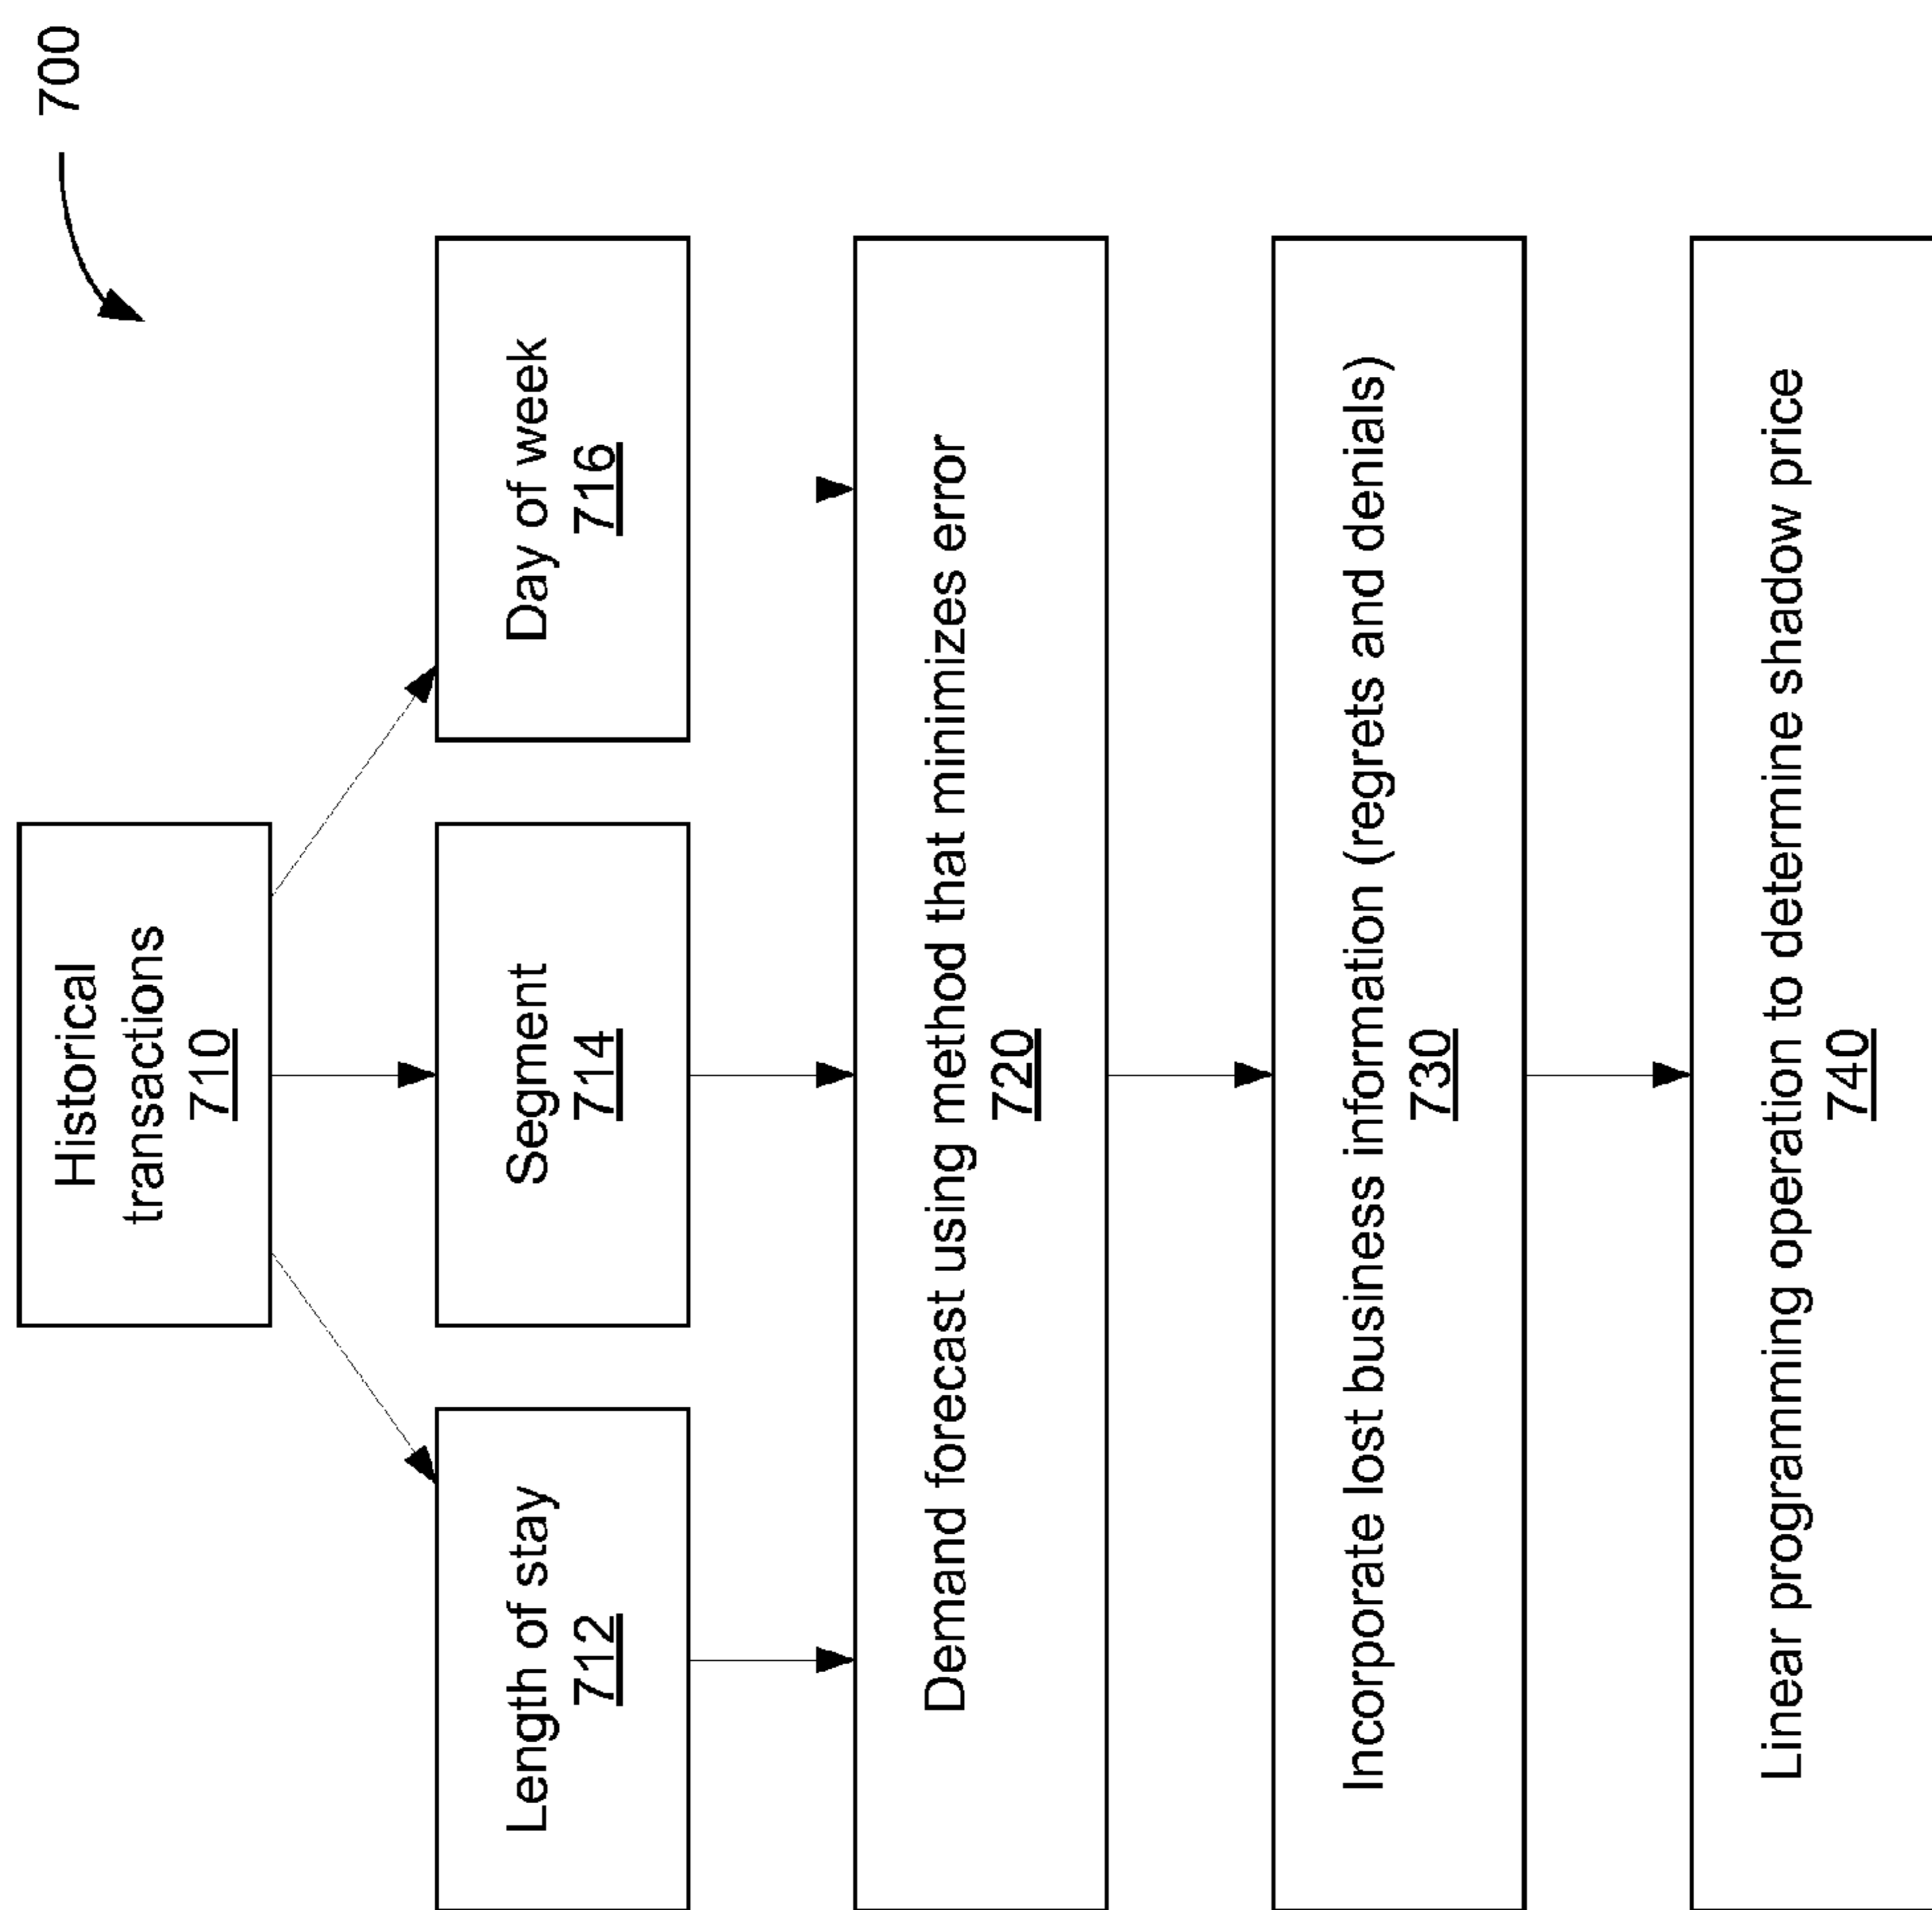 700
Historical
transactions
710
Length of stay
712
Segment
714
Day of week
716
Demand forecast using method that minimizes error
720
Incorporate lost business information (regrets and denials)
730
Linear programming operation to determine shadow price
740